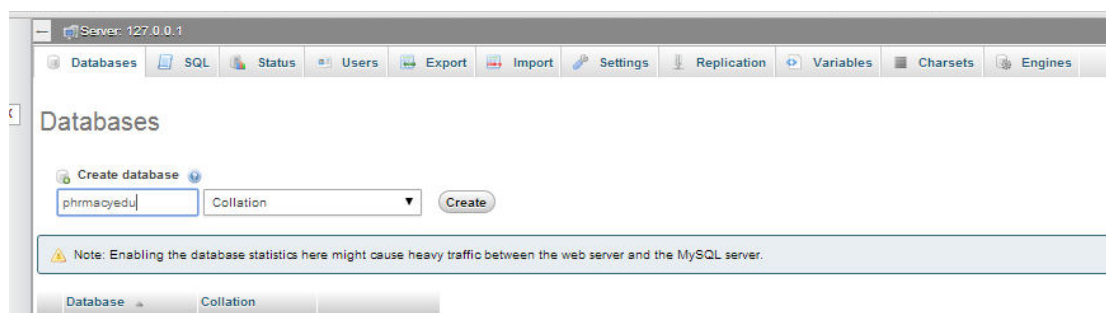 Server: 127.0.0.1
Databases SQL Status Users Export Import Settings Replication Variables Charsets Engines
Databases
Create database
phrmacyedu Collation Create
Note: Enabling the database statistics here might cause heavy traffic between the web server and the MySQL server.
Database Collation